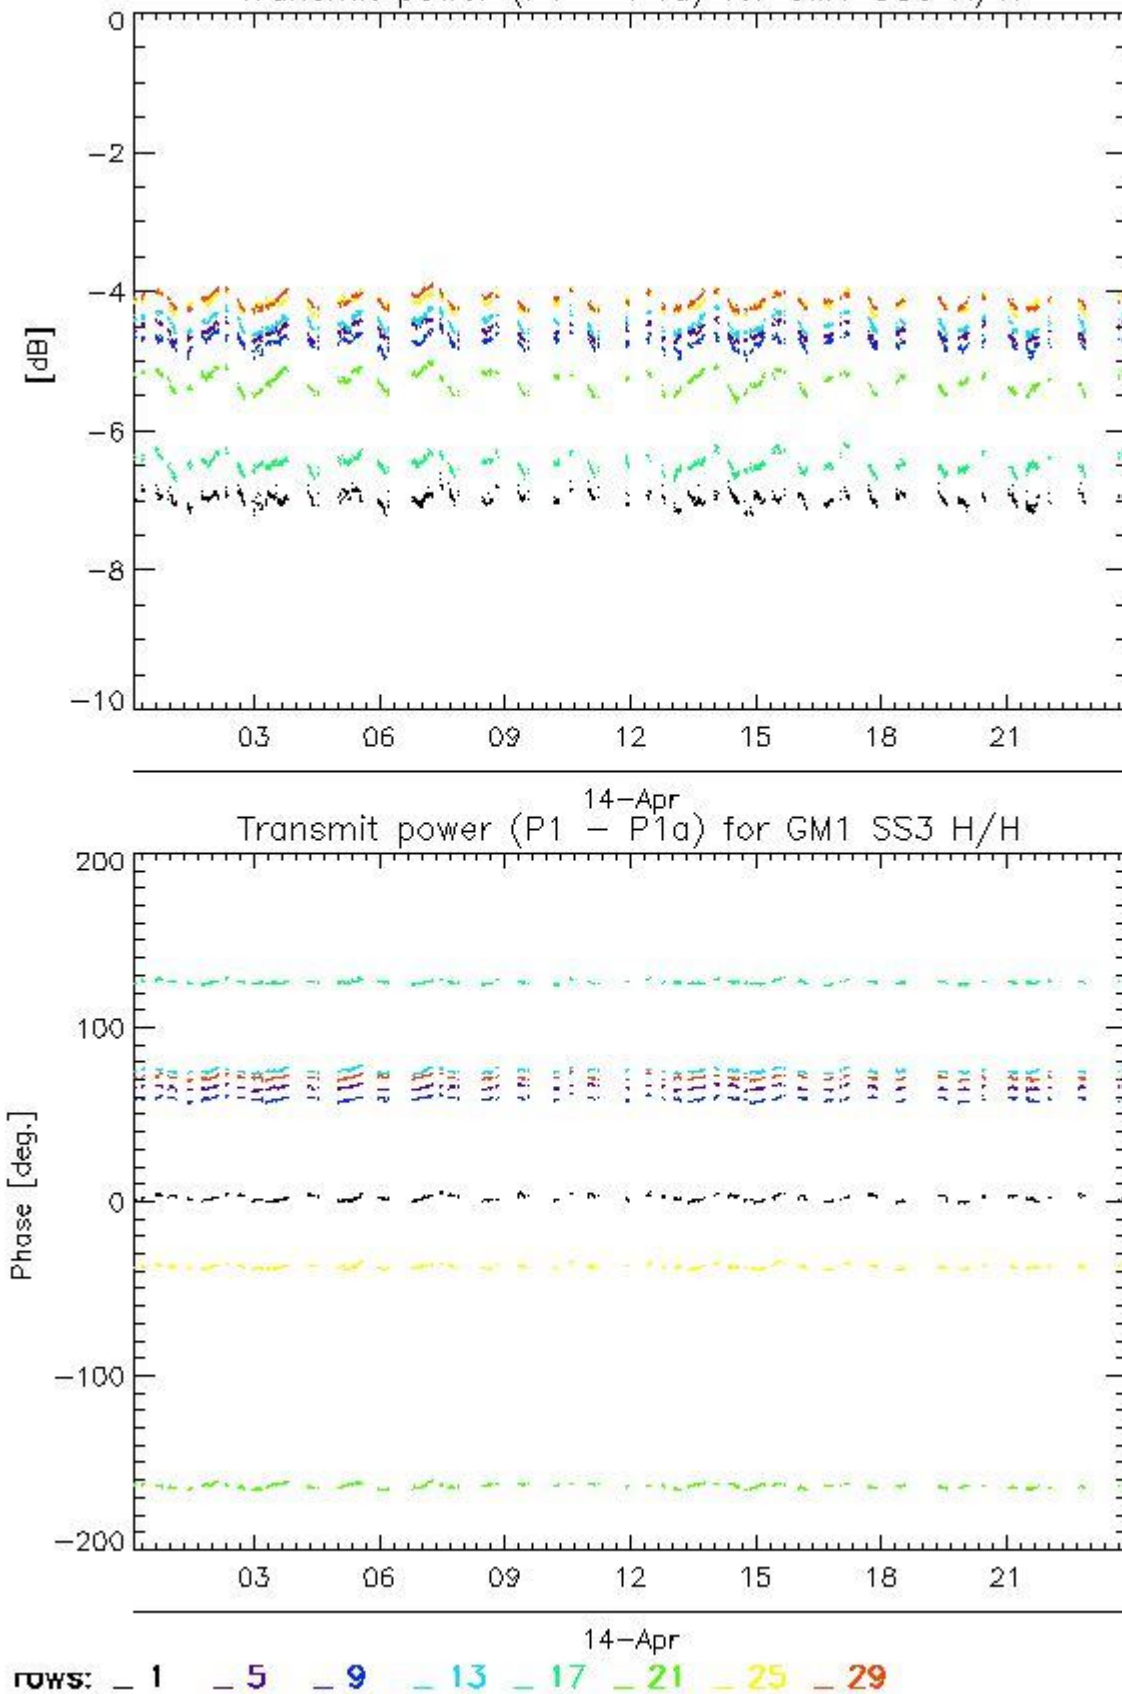 0
-2
-4
[dB]
-6
-8
-10
03 06 09 12 15 18 21
14-Apr
Transmit power (P1 - P1a) for GM1 SS3 H/H
200
100
0
Phase [deg.]
-100
-200
03 06 09 12 15 18 21
14-Apr
rows: _ 1 _ 5 _ 9 _ 13 _ 17 _ 21 _ 25 _ 29